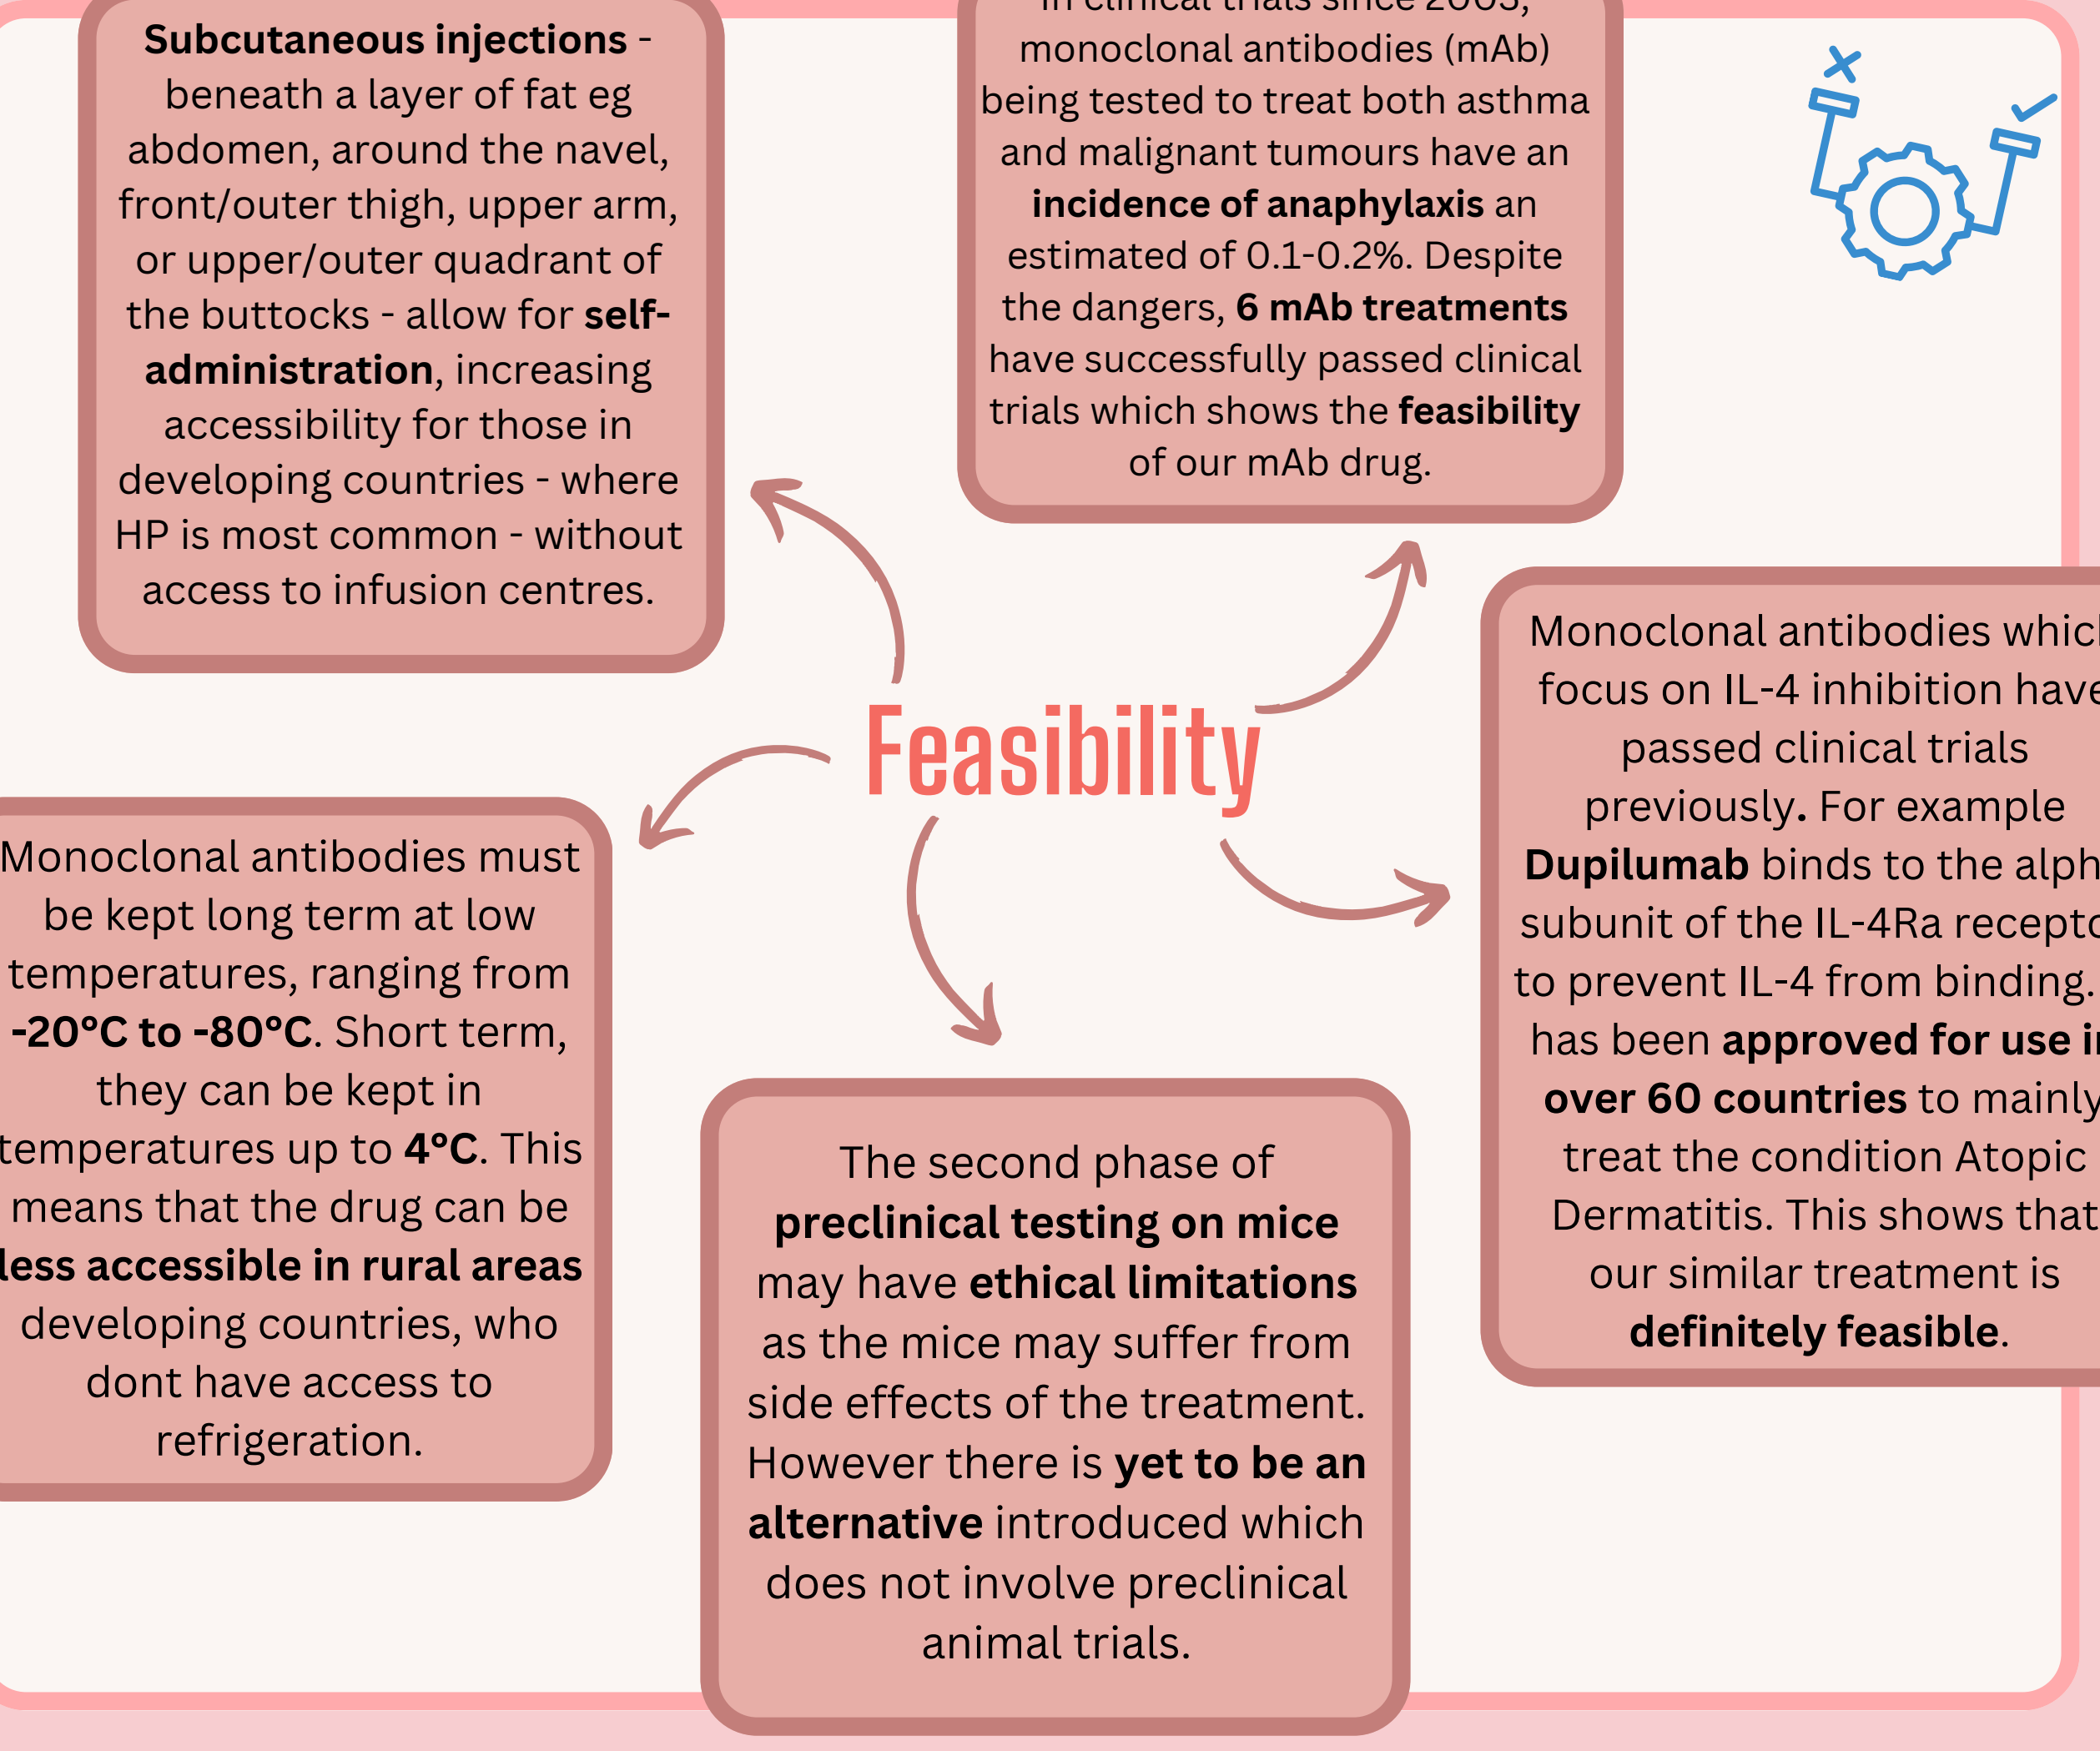 Subcutaneous injections -
beneath a layer of fat eg
abdomen, around the navel,
front/outer thigh, upper arm,
or upper/outer quadrant of
the buttocks - allow for self-
administration, increasing
accessibility for those in
developing countries - where
HP is most common - without
access to infusion centres.
In clinical trials since 2003,
monoclonal antibodies (mAb)
being tested to treat both asthma
and malignant tumours have an
incidence of anaphylaxis an
estimated of 0.1-0.2%. Despite
the dangers, 6 mAb treatments
have successfully passed clinical
trials which shows the feasibility
of our mAb drug.
Feasibility
Monoclonal antibodies which
focus on IL-4 inhibition have
passed clinical trials
previously. For example
Dupilumab binds to the alph
subunit of the IL-4Ra recepto
to prevent IL-4 from binding.
has been approved for use in
over 60 countries to mainly
treat the condition Atopic
Dermatitis. This shows that
our similar treatment is
definitely feasible.
Monoclonal antibodies must
be kept long term at low
temperatures, ranging from
-20°C to -80°C. Short term,
they can be kept in
temperatures up to 4°C. This
means that the drug can be
less accessible in rural areas
developing countries, who
dont have access to
refrigeration.
The second phase of
preclinical testing on mice
may have ethical limitations
as the mice may suffer from
side effects of the treatment.
However there is yet to be an
alternative introduced which
does not involve preclinical
animal trials.